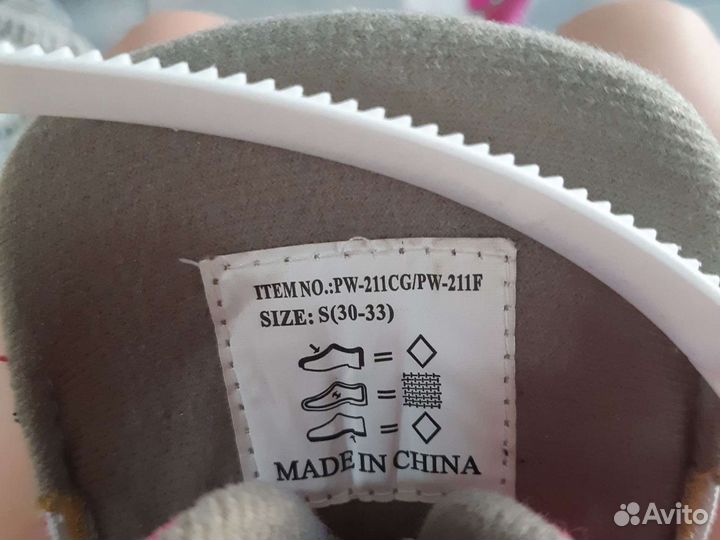 ITEM NO.:PW-211CG/PW-211F
SIZE: S(30-33)
=
=
=
MADE IN CHINA
Avito